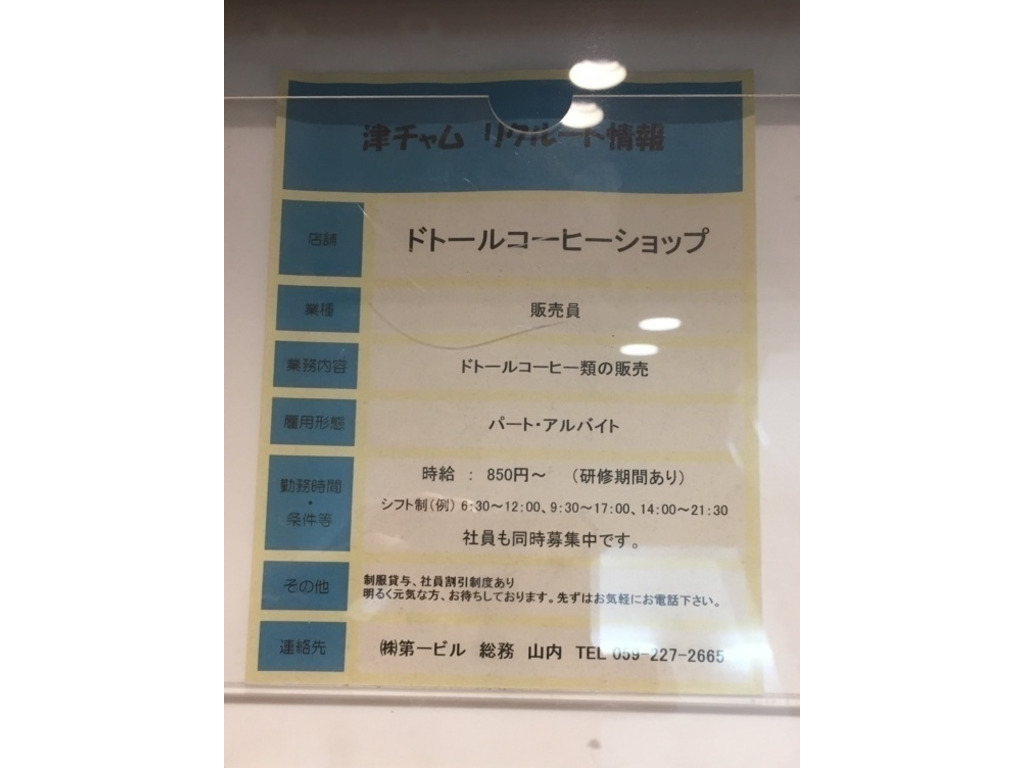 津チャム リクルート情報
店舗 ドトールコーヒーショップ
業種 販売員
業務内容 ドトールコーヒー類の販売
雇用形態 パート・アルバイト
勤務時間・条件等
時給 : 850円～ (研修期間あり)
シフト制(例) 6:30～12:00、9:30～17:00、14:00～21:30
社員も同時募集中です。
その他
制服貸与、社員割引制度あり
明るく元気な方、お待ちしております。先ずはお気軽にお電話下さい。
連絡先 ㈱第一ビル 総務 山内 TEL 059-227-2665